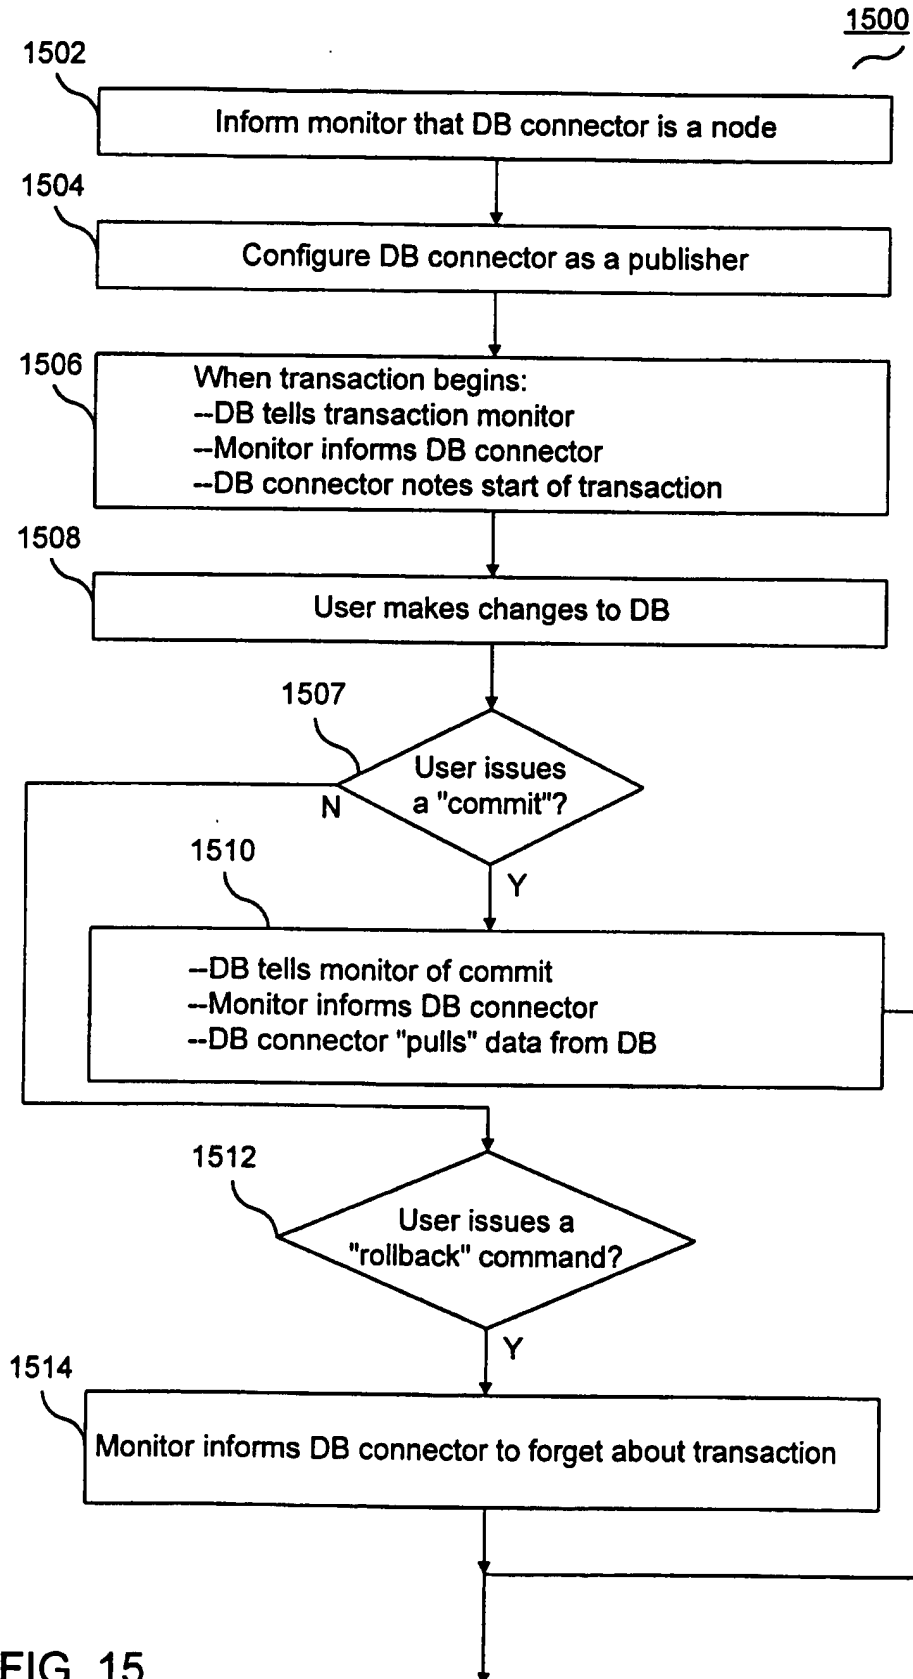 1500
1502
Inform monitor that DB connector is a node
1504
Configure DB connector as a publisher
1506
When transaction begins:
--DB tells transaction monitor
--Monitor informs DB connector
--DB connector notes start of transaction
1508
User makes changes to DB
1507
User issues
a "commit"?
N
Y
1510
--DB tells monitor of commit
--Monitor informs DB connector
--DB connector "pulls" data from DB
1512
User issues a
"rollback" command?
Y
1514
Monitor informs DB connector to forget about transaction
FIG. 15